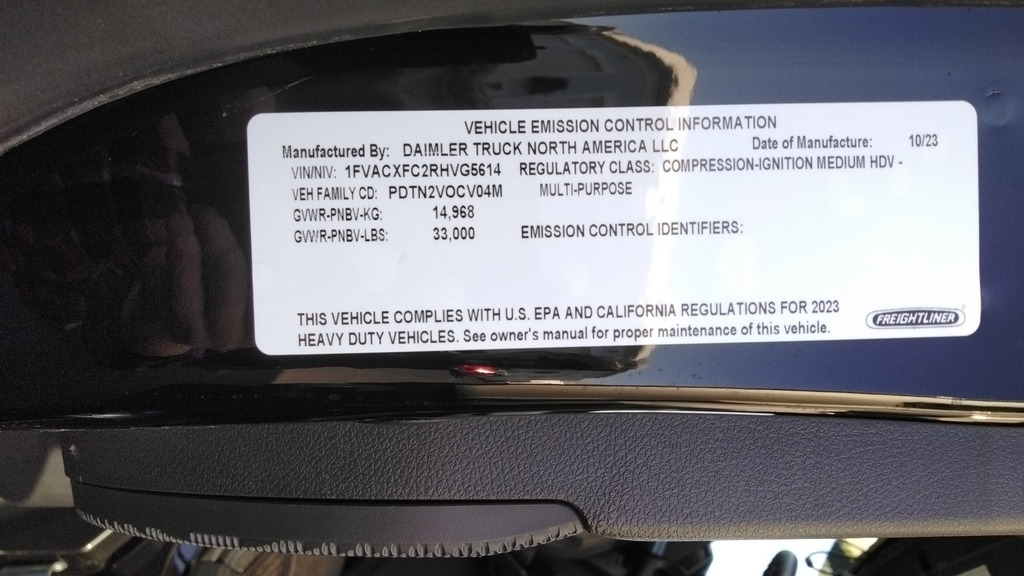 VEHICLE EMISSION CONTROL INFORMATION
Manufactured By: DAIMLER TRUCK NORTH AMERICA LLC Date of Manufacture: 10/23
VIN/NIV: 1FVACXFC2RHVG5614 REGULATORY CLASS: COMPRESSION-IGNITION MEDIUM HDV -
VEH FAMILY CD: PDTN2VOCV04M MULTI-PURPOSE
GVWR-PNBV-KG: 14,968
GVWR-PNBV-LBS: 33,000 EMISSION CONTROL IDENTIFIERS:
THIS VEHICLE COMPLIES WITH U.S. EPA AND CALIFORNIA REGULATIONS FOR 2023
HEAVY DUTY VEHICLES. See owner's manual for proper maintenance of this vehicle.
FREIGHTLINER